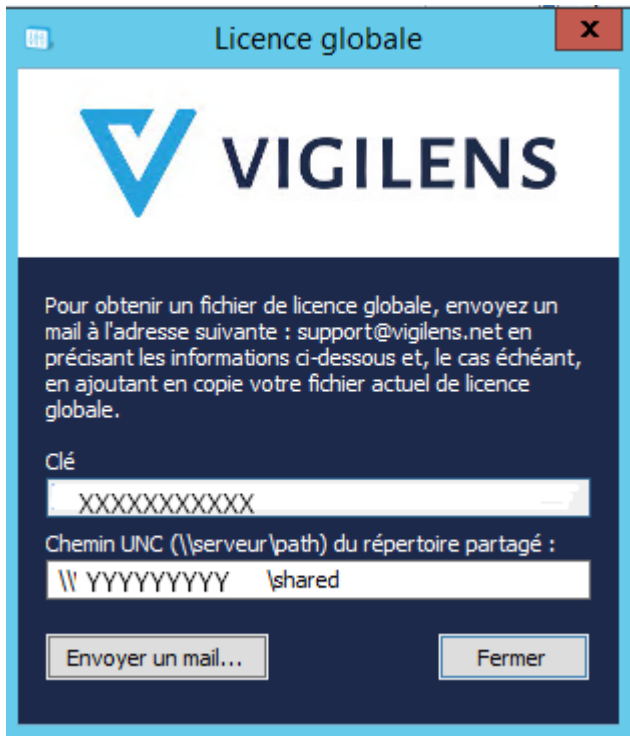 Licence globale
VIGILENS
Pour obtenir un fichier de licence globale, envoyez un
mail à l'adresse suivante : support@vigilens.net en
précisant les informations ci-dessous et, le cas échéant,
en ajoutant en copie votre fichier actuel de licence
globale.
Clé
XXXXXXXXXXX
Chemin UNC (\\serveur\path) du répertoire partagé :
\\ YYYYYYYYY \shared
Envoyer un mail... Fermer